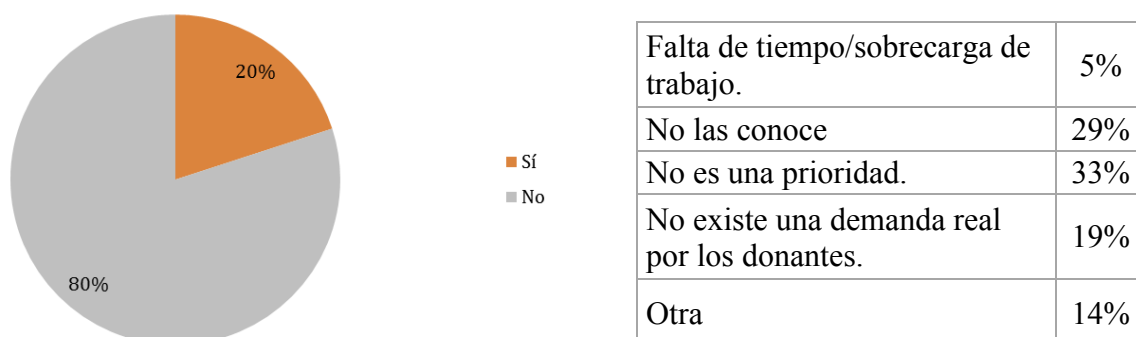 20%
80%
Sí
No
Falta de tiempo/sobrecarga de
trabajo.
5%
No las conoce
29%
No es una prioridad.
33%
No existe una demanda real
por los donantes.
19%
Otra
14%